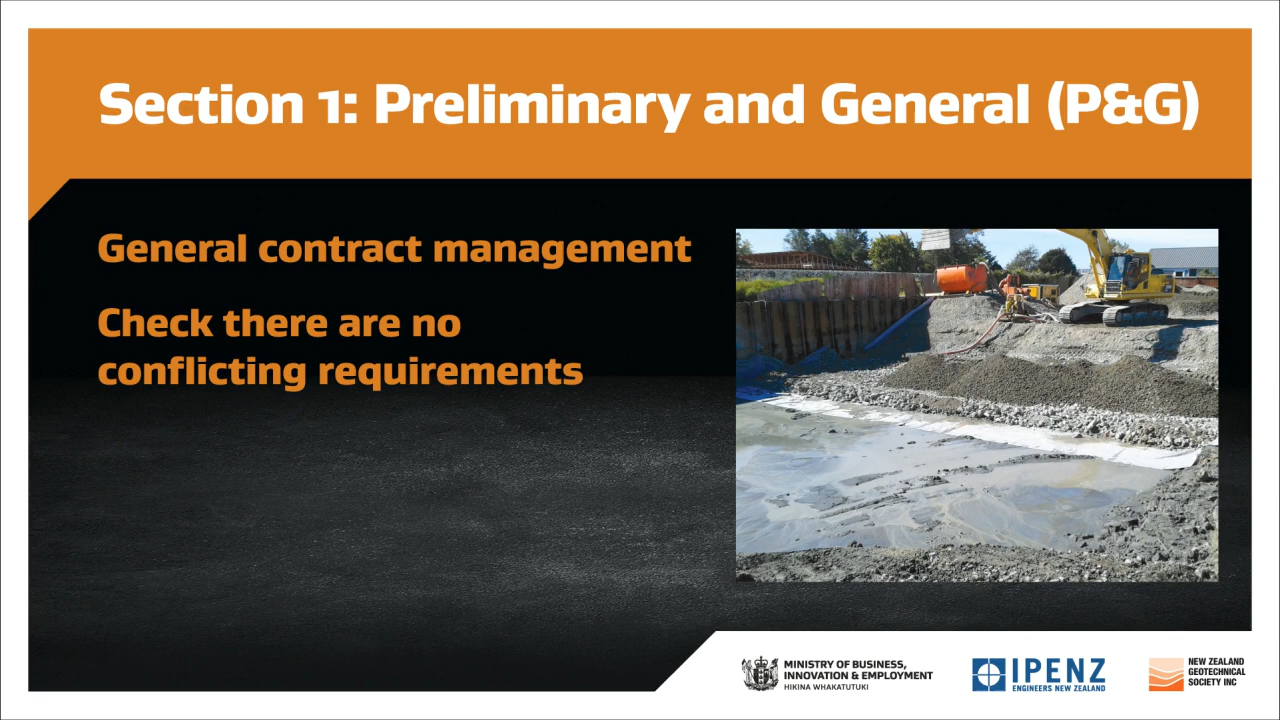 Section 1: Preliminary and General (P&G)
General contract management
Check there are no
conflicting requirements
MINISTRY OF BUSINESS,
INNOVATION & EMPLOYMENT
HIKINA WHAKATUTUKI
IPENZ
ENGINEERS NEW ZEALAND
NEW ZEALAND
GEOTECHNICAL
SOCIETY INC